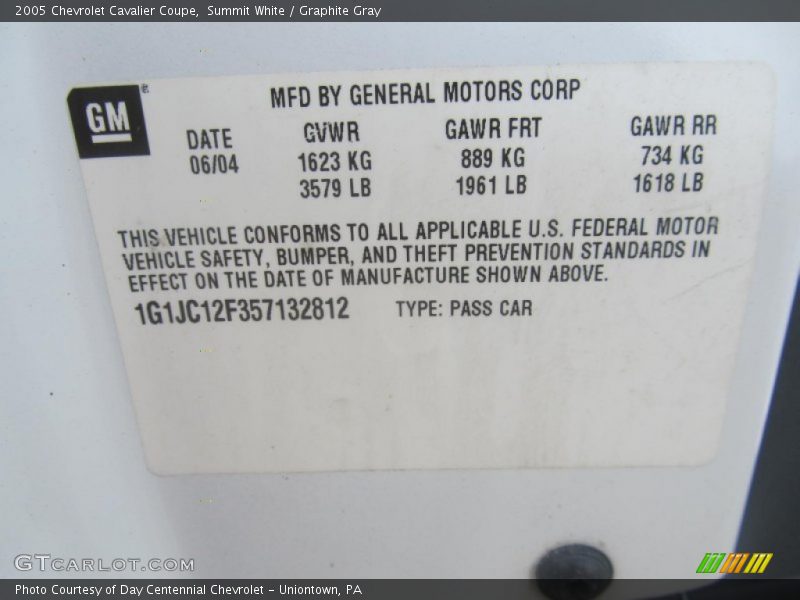 2005 Chevrolet Cavalier Coupe,  Summit White / Graphite Gray
GM®
MFD BY GENERAL MOTORS CORP
DATE GVWR GAWR FRT GAWR RR
06/04 1623 KG 889 KG 734 KG
3579 LB 1961 LB 1618 LB
THIS VEHICLE CONFORMS TO ALL APPLICABLE U.S. FEDERAL MOTOR
VEHICLE SAFETY, BUMPER, AND THEFT PREVENTION STANDARDS IN
EFFECT ON THE DATE OF MANUFACTURE SHOWN ABOVE.
1G1JC12F357132812 TYPE: PASS CAR
GTCARLOT.COM
Photo Courtesy of Day Centennial Chevrolet - Uniontown, PA